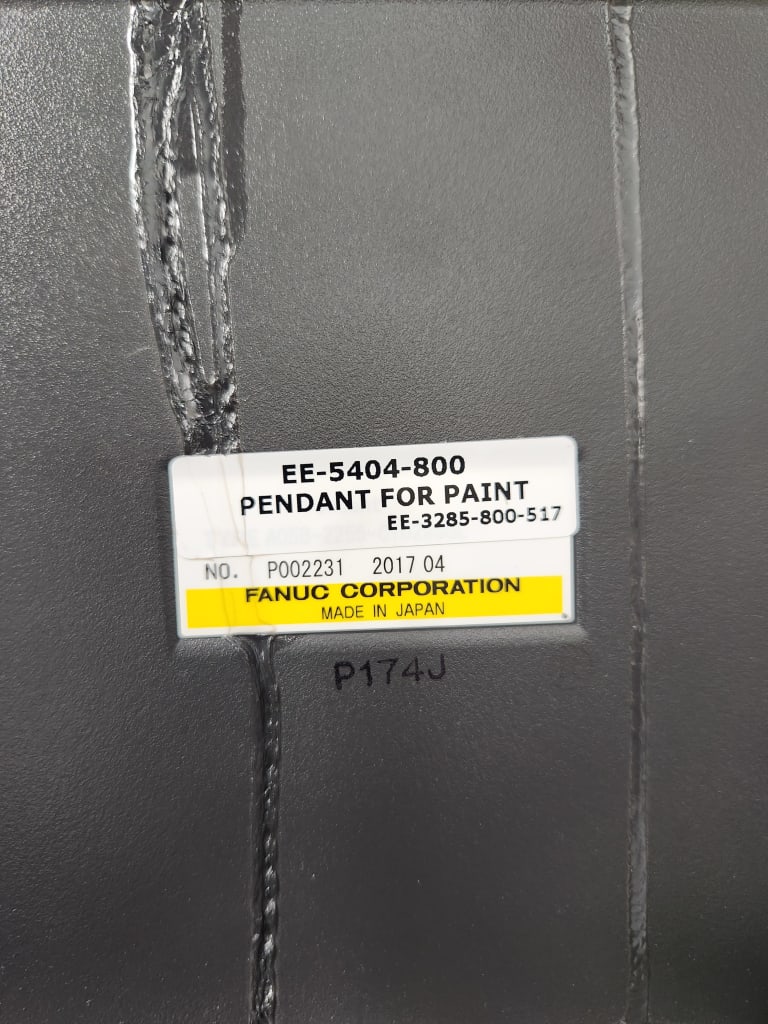 EE-5404-800
PENDANT FOR PAINT
EE-3285-800-517
NO. P002231 2017 04
FANUC CORPORATION
MADE IN JAPAN
P174J